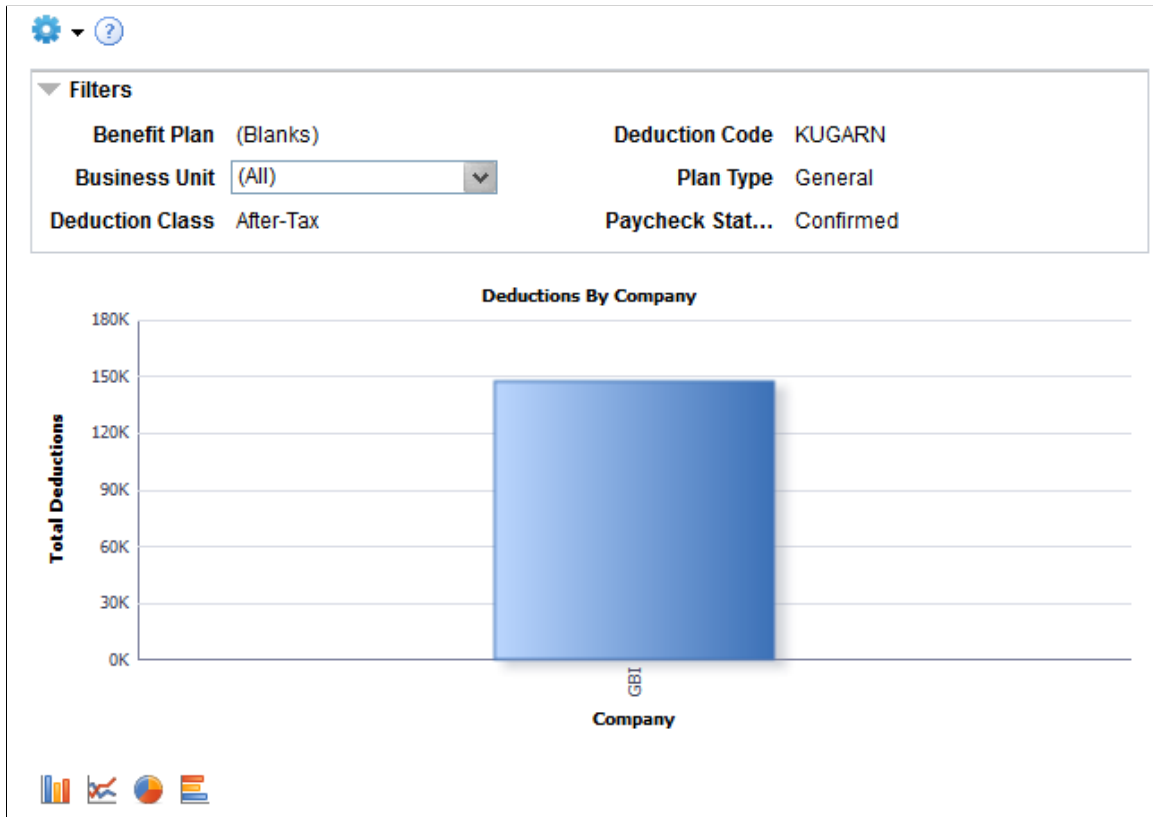 ?
Filters
Benefit Plan (Blanks) Deduction Code KUGARN
Business Unit (All) Plan Type General
Deduction Class After-Tax Paycheck Stat... Confirmed
Deductions By Company
180K
150K
120K
90K
60K
30K
0K
Total Deductions
GBI
Company